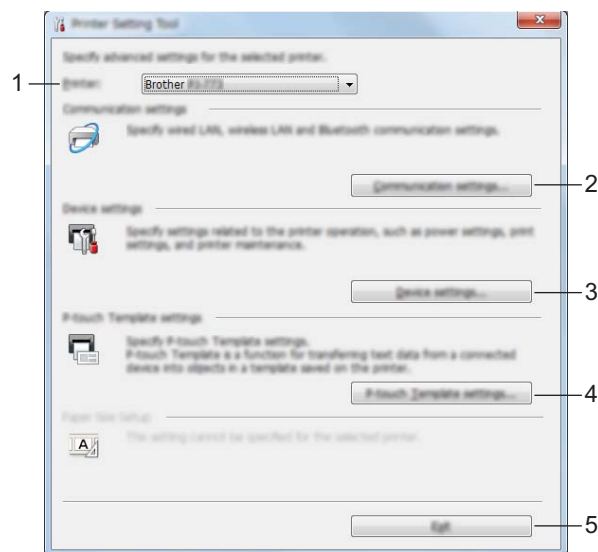 Printer Setting Tool
Specify advanced settings for the selected printer.
1 Printer: Brother
Communication settings
Specify wired LAN, wireless LAN and Bluetooth communication settings.
Communication settings... 2
Device settings
Specify settings related to the printer operation, such as power settings, print
settings, and printer maintenance.
Device settings... 3
P-touch Template settings
Specify P-touch Template settings.
P-touch Template is a function for transferring text data from a connected
device into objects in a template saved on the printer.
P-touch Template settings... 4
Paper Size Setup
A The setting cannot be specified for the selected printer.
Exit 5